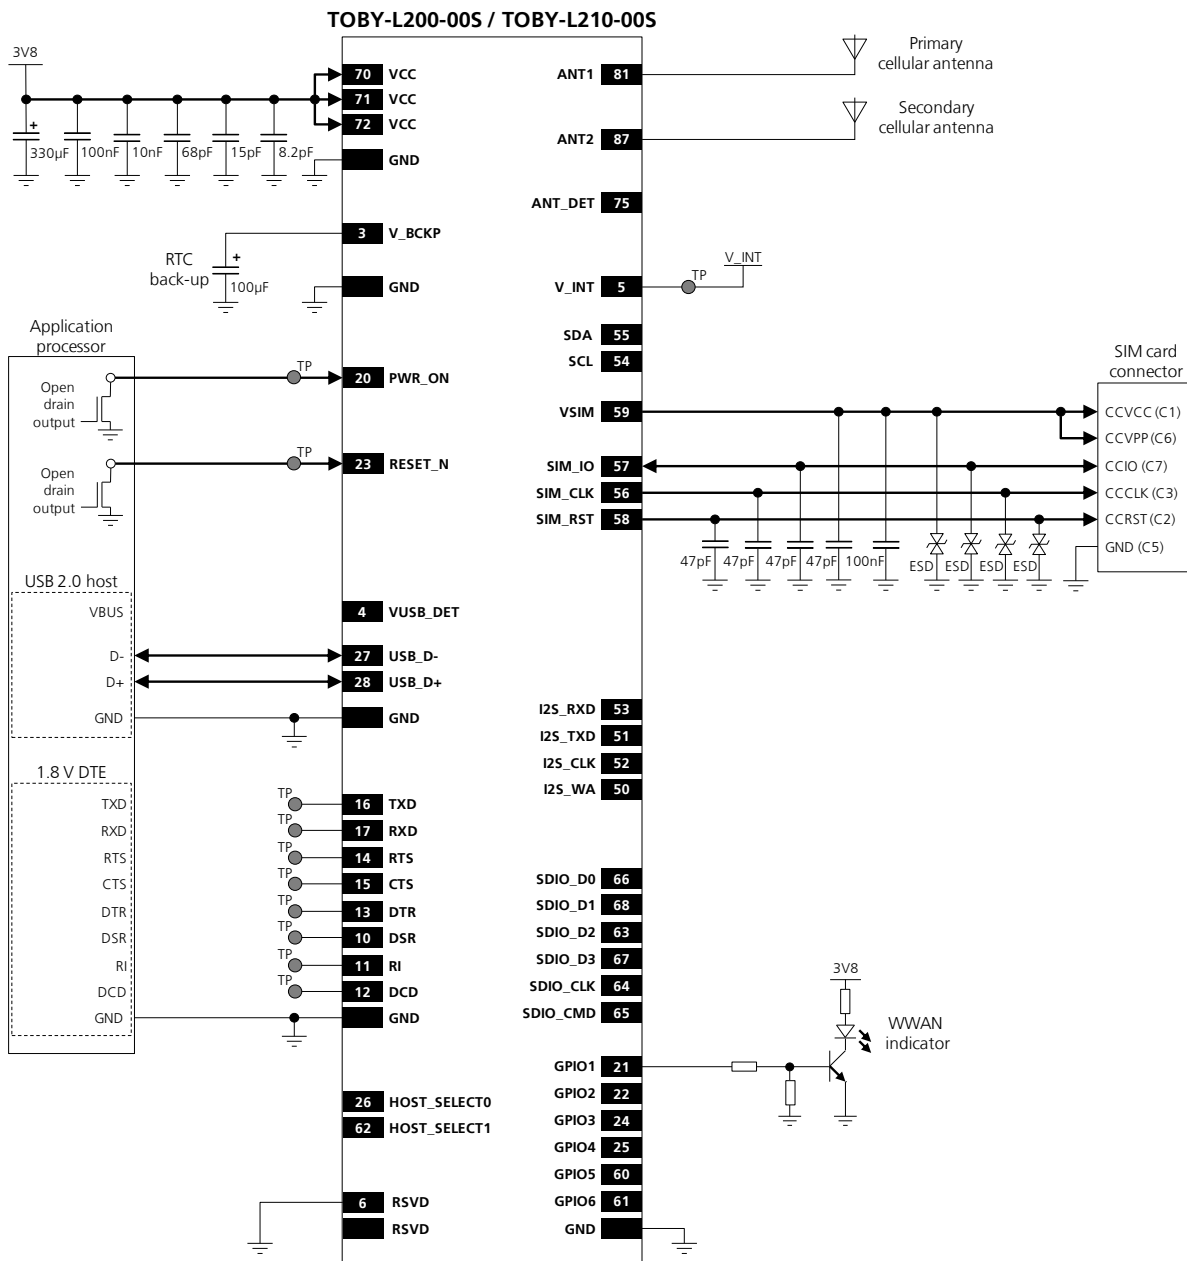 TOBY-L200-00S / TOBY-L210-00S
3V8
70 VCC
71 VCC
72 VCC
330µF 100nF 10nF 68pF 15pF 8.2pF
GND
3 V_BCKP
RTC
back-up
100µF
+
+
GND
Application
processor
Open
drain
output
TP
20 PWR_ON
Open
drain
output
TP
23 RESET_N
USB 2.0 host
VBUS
D-
D+
GND
4 VUSB_DET
27 USB_D-
28 USB_D+
GND
1.8 V DTE
TXD
RXD
RTS
CTS
DTR
DSR
RI
DCD
GND
TP 16 TXD
TP 17 RXD
TP 14 RTS
TP 15 CTS
TP 13 DTR
TP 10 DSR
TP 11 RI
TP 12 DCD
GND
26 HOST_SELECT0
62 HOST_SELECT1
6 RSVD
RSVD
ANT1 81
Primary
cellular antenna
ANT2 87
Secondary
cellular antenna
ANT_DET 75
V_INT 5
TP
V_INT
SDA 55
SCL 54
VSIM 59
SIM_IO 57
SIM_CLK 56
SIM_RST 58
47pF 47pF 47pF 47pF 100nF
ESD ESD ESD ESD
SIM card
connector
CCVCC (C1)
CCVPP (C6)
CCIO (C7)
CCCLK (C3)
CCRST (C2)
GND (C5)
I2S_RXD 53
I2S_TXD 51
I2S_CLK 52
I2S_WA 50
SDIO_D0 66
SDIO_D1 68
SDIO_D2 63
SDIO_D3 67
SDIO_CLK 64
SDIO_CMD 65
GPIO1 21
GPIO2 22
GPIO3 24
GPIO4 25
GPIO5 60
GPIO6 61
GND
3V8
WWAN
indicator